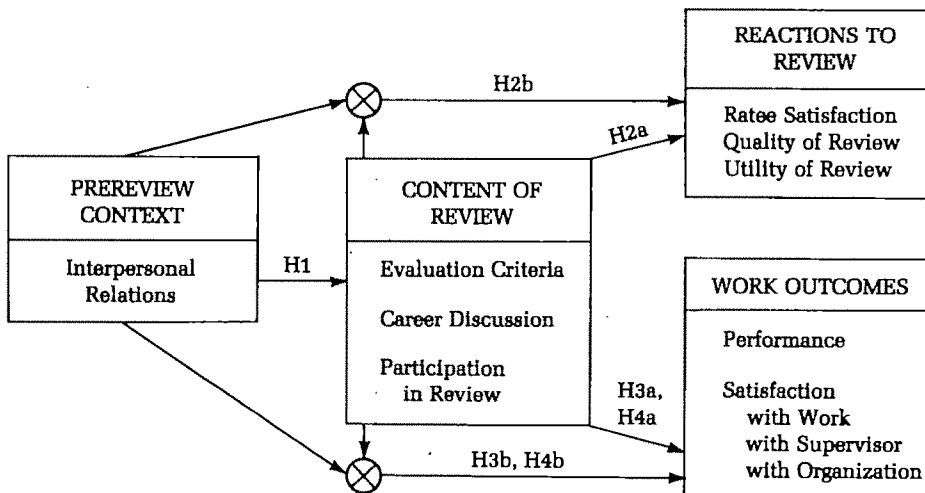 REACTIONS TO
REVIEW
Ratee Satisfaction
Quality of Review
Utility of Review
H2b
H2a
PREREVIEW
CONTEXT
Interpersonal
Relations
H1
CONTENT OF
REVIEW
Evaluation Criteria
Career Discussion
Participation
in Review
WORK OUTCOMES
Performance
Satisfaction
with Work
with Supervisor
with Organization
H3a,
H4a
H3b, H4b